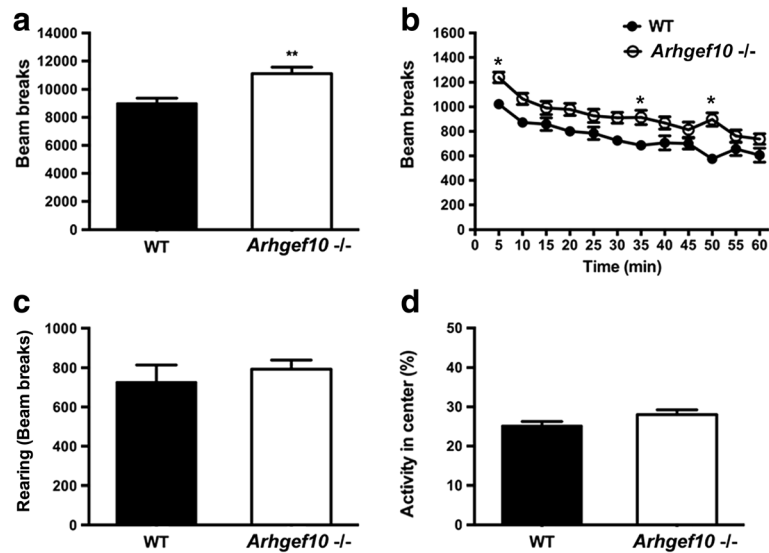 a
14000
12000
10000
8000
6000
4000
2000
0
Beam breaks
**
WT
Arhgef10 -/-
b
1600
1400
1200
1000
800
600
400
200
0
Beam breaks
WT
Arhgef10 -/-
*
*
*
0 5 10 15 20 25 30 35 40 45 50 55 60
Time (min)
c
1000
800
600
400
200
0
Rearing (Beam breaks)
WT
Arhgef10 -/-
d
50
40
30
20
10
0
Activity in center (%)
WT
Arhgef10 -/-